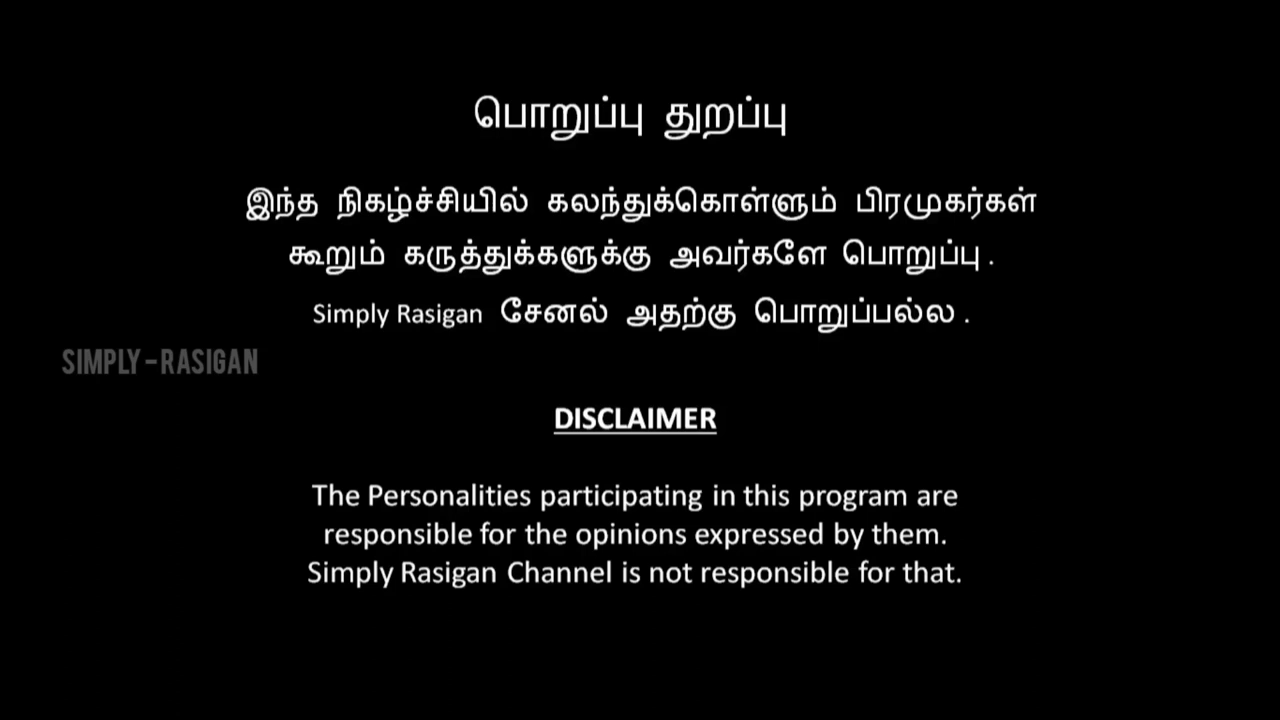 பொறுப்பு துறப்பு
இந்த நிகழ்ச்சியில் கலந்துக்கொள்ளும் பிரமுகர்கள்
கூறும் கருத்துக்களுக்கு அவர்களே பொறுப்பு .
Simply Rasigan சேனல் அதற்கு பொறுப்பல்ல .
SIMPLY – RASIGAN
DISCLAIMER
The Personalities participating in this program are
responsible for the opinions expressed by them.
Simply Rasigan Channel is not responsible for that.